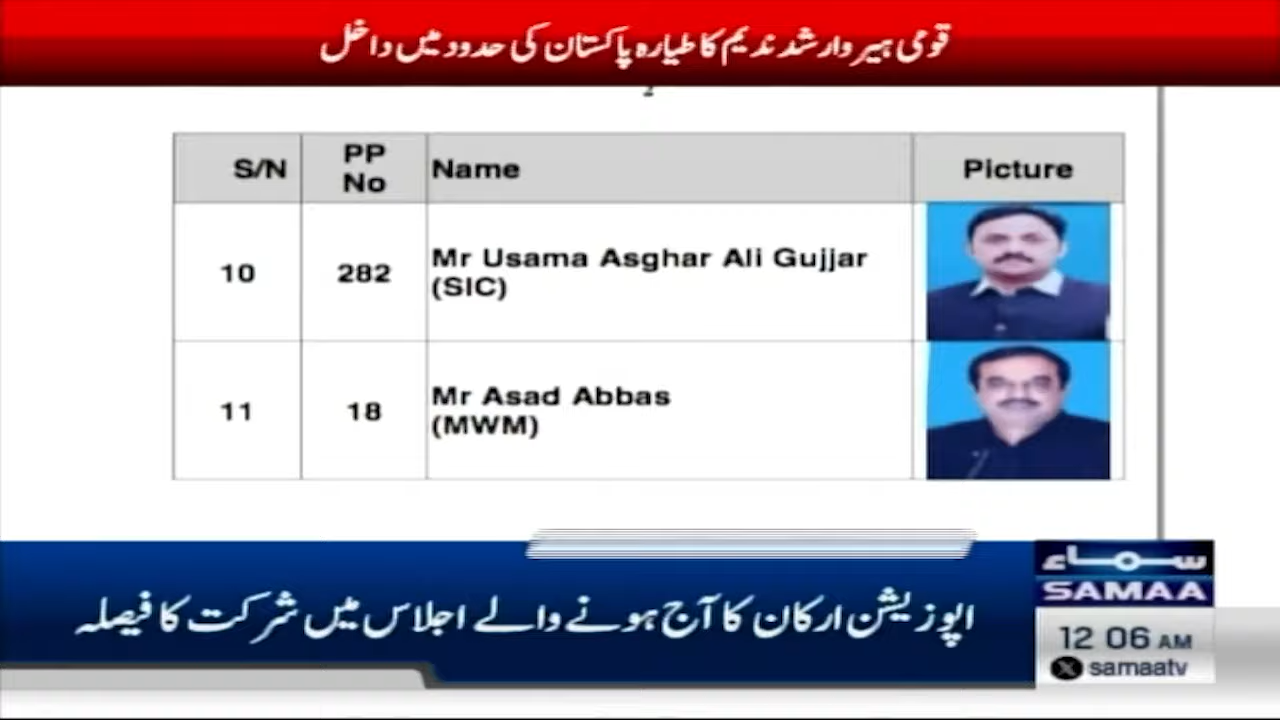 قومی ہیرو ارشد ندیم کا طیارہ پاکستان کی حدود میں داخل
2
S/N PP No Name Picture
10 282 Mr Usama Asghar Ali Gujjar
(SIC)
11 18 Mr Asad Abbas
(MWM)
اپوزیشن ارکان کا آج ہونے والے اجلاس میں شرکت کا فیصلہ
سماء
SAMAA
12 06 AM
X samaatv